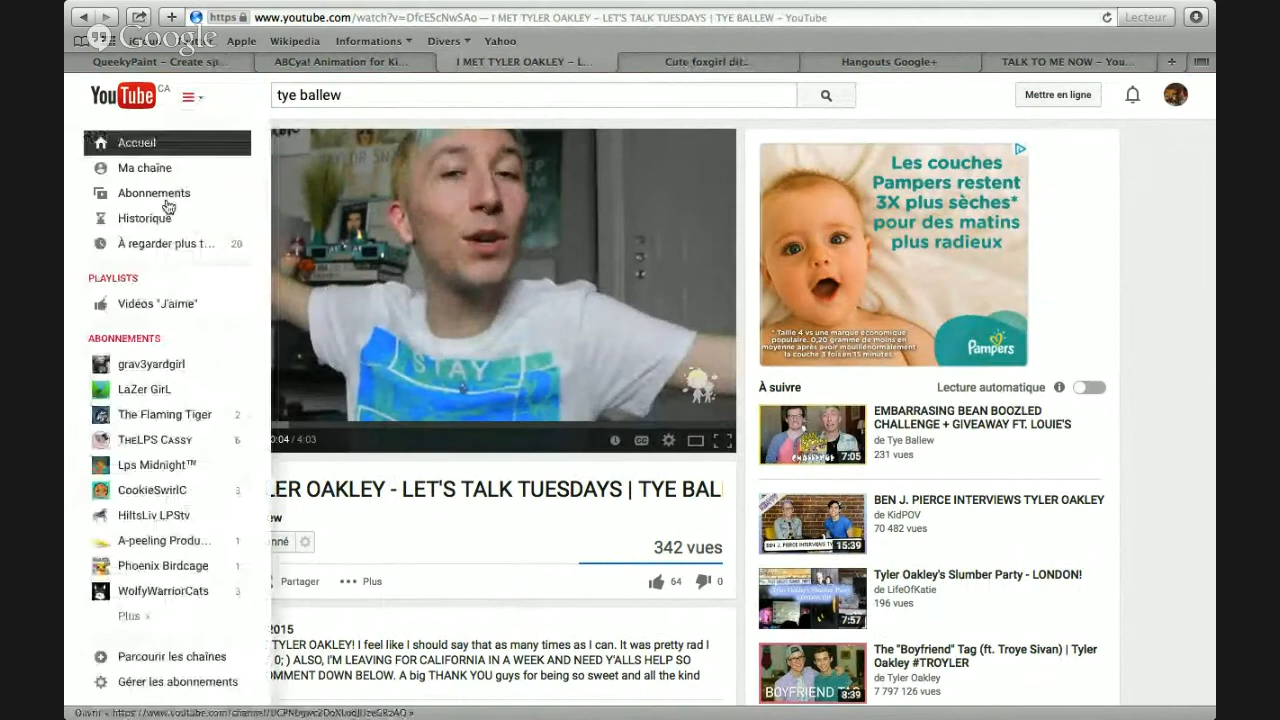 https www.youtube.com/watch?v=DfcEScNwSAo — I MET TYLER OAKLEY - LET'S TALK TUESDAYS | TYE BALLEW - YouTube
Lecteur
Google
Apple Wikipedia Informations Divers Yahoo
QueekyPaint - Create sp...
ABCya! Animation for Ki...
I MET TYLER OAKLEY - L...
Cute foxgirl dit...
Hangouts Google+
TALK TO ME NOW - You...
YouTube CA
tye ballew
Mettre en ligne
Accueil
Ma chaîne
Abonnements
Historique
À regarder plus t... 20
PLAYLISTS
Vidéos "J'aime"
ABONNEMENTS
grav3yardgirl
LaZer GirL
The Flaming Tiger 2
TheLPS Cassy 6
Lps Midnight™
CookieSwirlC 3
HiltsLiv LPStv
A-peeling Produ... 1
Phoenix Birdcage 1
WolfyWarriorCats 3
Plus »
Parcourir les chaînes
Gérer les abonnements
STAY
0:04 / 4:03
LER OAKLEY - LET'S TALK TUESDAYS | TYE BAL
ew
nné
342 vues
Partager ••• Plus
64 0
2015
TYLER OAKLEY! I feel like I should say that as many times as I can. It was pretty rad I
0; ) ALSO, I'M LEAVING FOR CALIFORNIA IN A WEEK AND NEED Y'ALLS HELP SO
OMMENT DOWN BELOW. A big THANK YOU guys for being so sweet and all the kind
Les couches
Pampers restent
3X plus sèches*
pour des matins
plus radieux
* Taille 4 vs une marque économique
populaire. 0,20 gramme de moins en
moyenne après avoir mouillé normalement
la couche 3 fois en 15 minutes.
Pampers
À suivre
Lecture automatique
EMBARRASING BEAN BOOZLED
CHALLENGE + GIVEAWAY FT. LOUIE'S
de Tye Ballew
231 vues
CHALLENGE
7:05
BEN J. PIERCE INTERVIEWS TYLER OAKLEY
de KidPOV
70 482 vues
15:39
Tyler Oakley's Slumber Party - LONDON!
de LifeOfKatie
196 vues
7:57
The "Boyfriend" Tag (ft. Troye Sivan) | Tyler
Oakley #TROYLER
de Tyler Oakley
7 797 126 vues
BOYFRIEND TAG
8:39